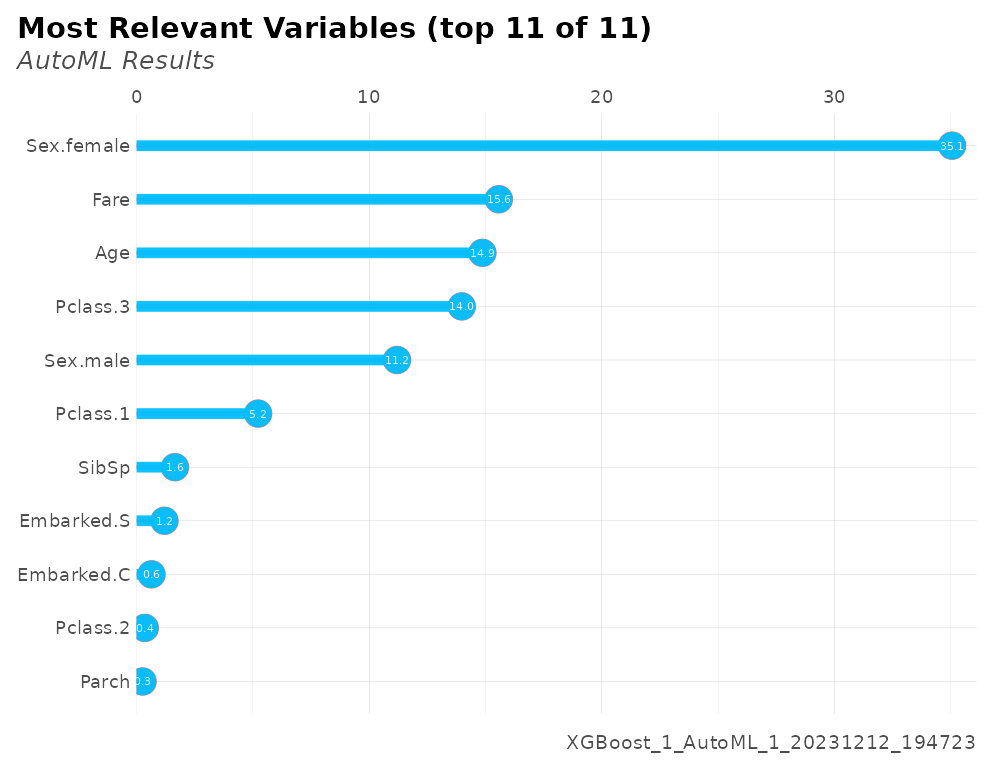 Most Relevant Variables (top 11 of 11)
AutoML Results
0 10 20 30
Sex.female 35.1
Fare 15.6
Age 14.9
Pclass.3 14.0
Sex.male 11.2
Pclass.1 5.2
SibSp 1.6
Embarked.S 1.2
Embarked.C 0.6
Pclass.2 0.4
Parch 0.3
XGBoost_1_AutoML_1_20231212_194723